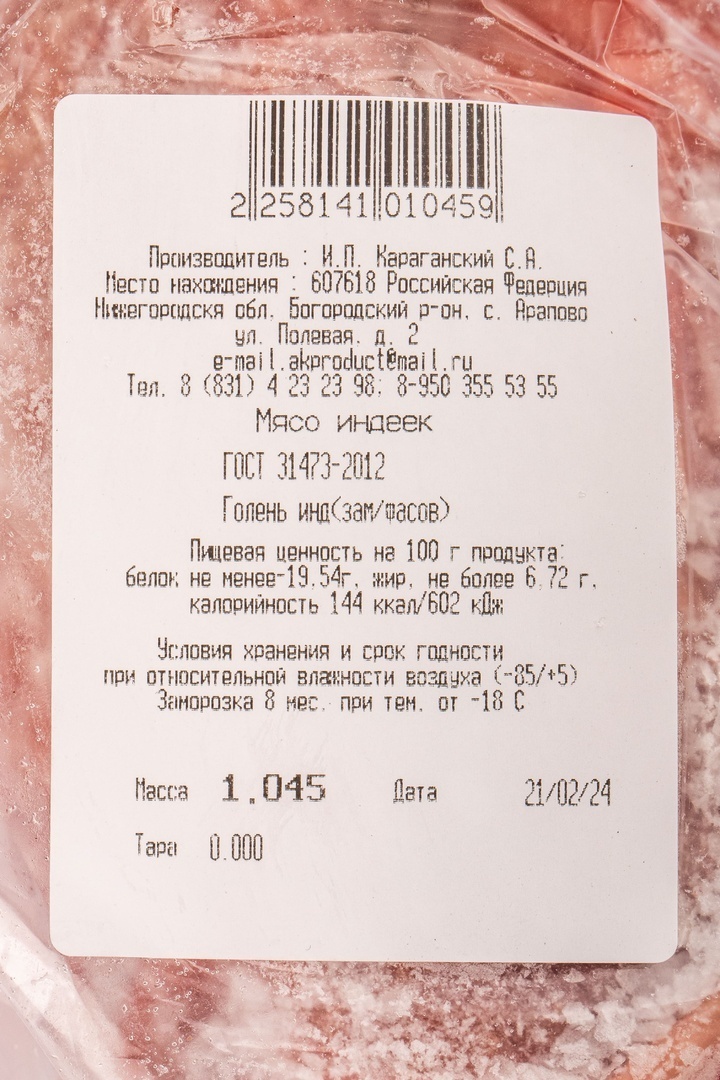 2 258141 010459
Производитель : И.П. Караганский С.А.
Место нахождения : 607618 Российская Федерция
Нижегородскя обл. Богородский р-он. с. Арапово
ул. Полевая. д. 2
e-mail.akproduct@mail.ru
Тел. 8 (831) 4 23 23 98; 8-950 355 53 55
Мясо индеек
ГОСТ 31473-2012
Голень инд(зам/фасов)
Пищевая ценность на 100 г продукта:
белок не менее-19.54г. жир. не более 6.72 г.
калорийность 144 ккал/602 кДж
Условия хранения и срок годности
при относительной влажности воздуха (-85/+5)
Заморозка 8 мес. при тем. от -18 С
Масса 1.045 Дата 21/02/24
Тара 0.000